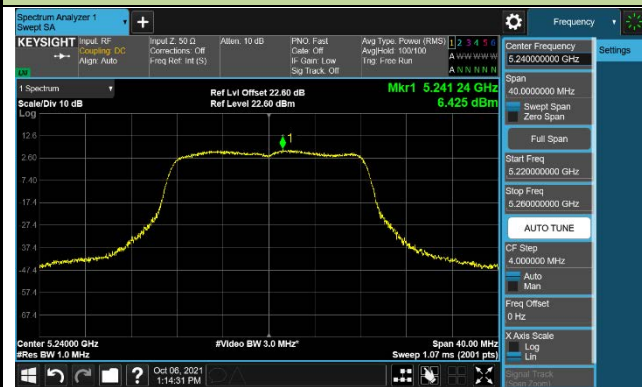 Spectrum Analyzer 1
Swept SA
Frequency
KEYSIGHT
Input: RF
Coupling: DC
Align: Auto
Input Z: 50 Ω
Corrections: Off
Freq Ref: Int (S)
Atten: 10 dB
PNO: Fast
Gate: Off
IF Gain: Low
Sig Track: Off
Avg Type: Power (RMS)
Avg|Hold: 100/100
Trig: Free Run
1 2 3 4 5 6
A W W W W W
A N N N N N
LNI
1 Spectrum
Scale/Div 10 dB
Log
Ref Lvl Offset 22.60 dB
Ref Level 22.60 dBm
Mkr1 5.241 24 GHz
6.425 dBm
1
12.6
2.60
-7.40
-17.4
-27.4
-37.4
-47.4
-57.4
-67.4
Center 5.24000 GHz
#Res BW 1.0 MHz
#Video BW 3.0 MHz*
Span 40.00 MHz
Sweep 1.07 ms (2001 pts)
Oct 06, 2021
1:14:31 PM
Center Frequency
5.240000000 GHz
Settings
Span
40.0000000 MHz
Swept Span
Zero Span
Full Span
Start Freq
5.220000000 GHz
Stop Freq
5.260000000 GHz
AUTO TUNE
CF Step
4.000000 MHz
Auto
Man
Freq Offset
0 Hz
X Axis Scale
Log
Lin
Signal Track
(Span Zoom)